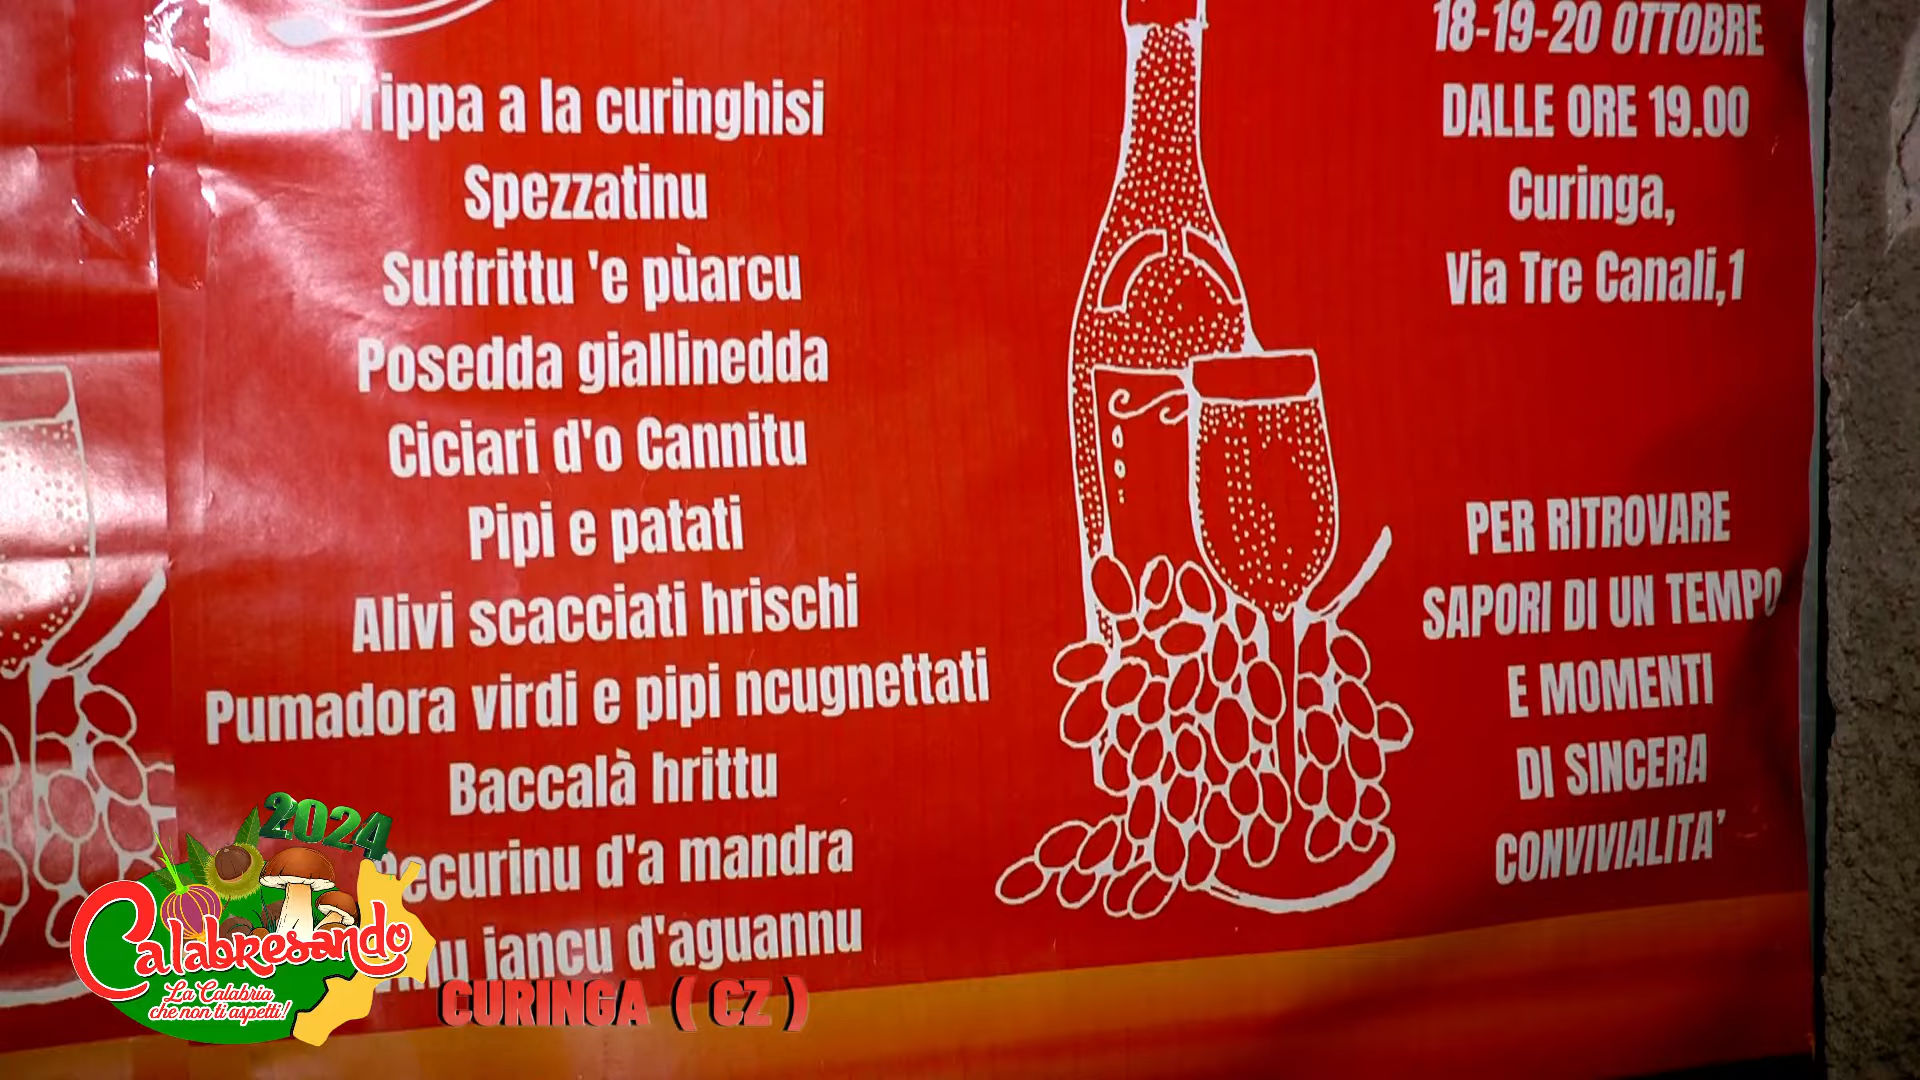 Trippa a la curinghisi
Spezzatinu
Suffrittu 'e pùarcu
Posedda giallinedda
Ciciari d'o Cannitu
Pipi e patati
Alivi scacciati hrischi
Pumadora virdi e pipi ncugnettati
Baccalà hrittu
Pecurinu d'a mandra
iancu d'aguannu
18-19-20 OTTOBRE
DALLE ORE 19.00
Curinga,
Via Tre Canali,1
PER RITROVARE
SAPORI DI UN TEMPO
E MOMENTI
DI SINCERA
CONVIVIALITA'
2024
Calabresando
La Calabria
che non ti aspetti!
CURINGA ( CZ )